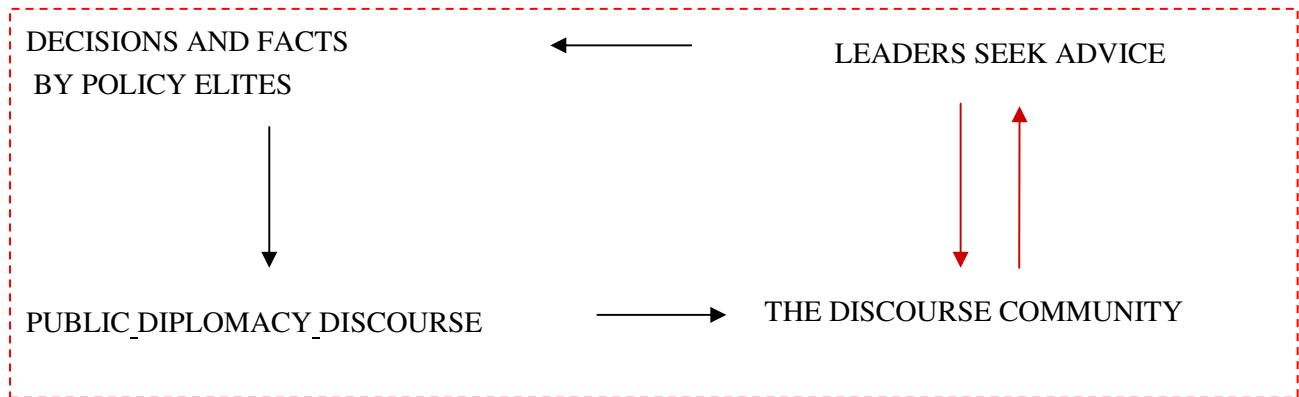 DECISIONS AND FACTS
BY POLICY ELITES
LEADERS SEEK ADVICE
PUBLIC DIPLOMACY DISCOURSE
THE DISCOURSE COMMUNITY